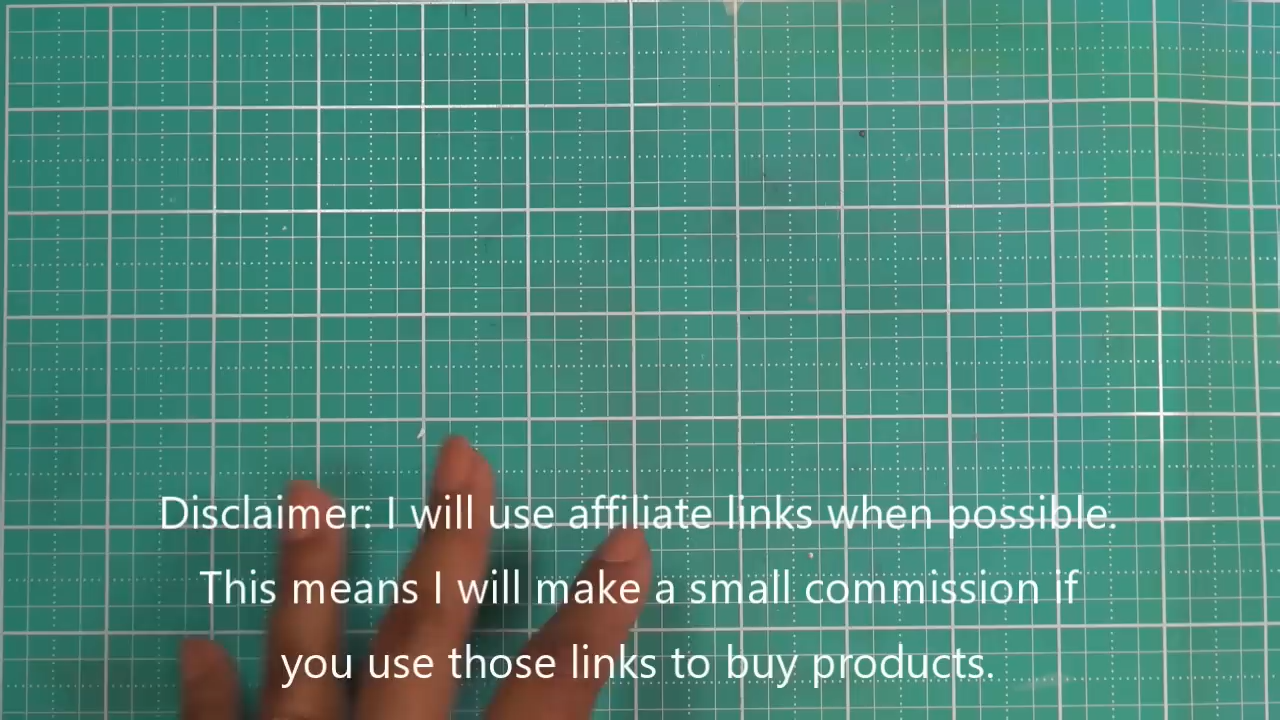 Disclaimer: I will use affiliate links when possible.
This means I will make a small commission if
you use those links to buy products.